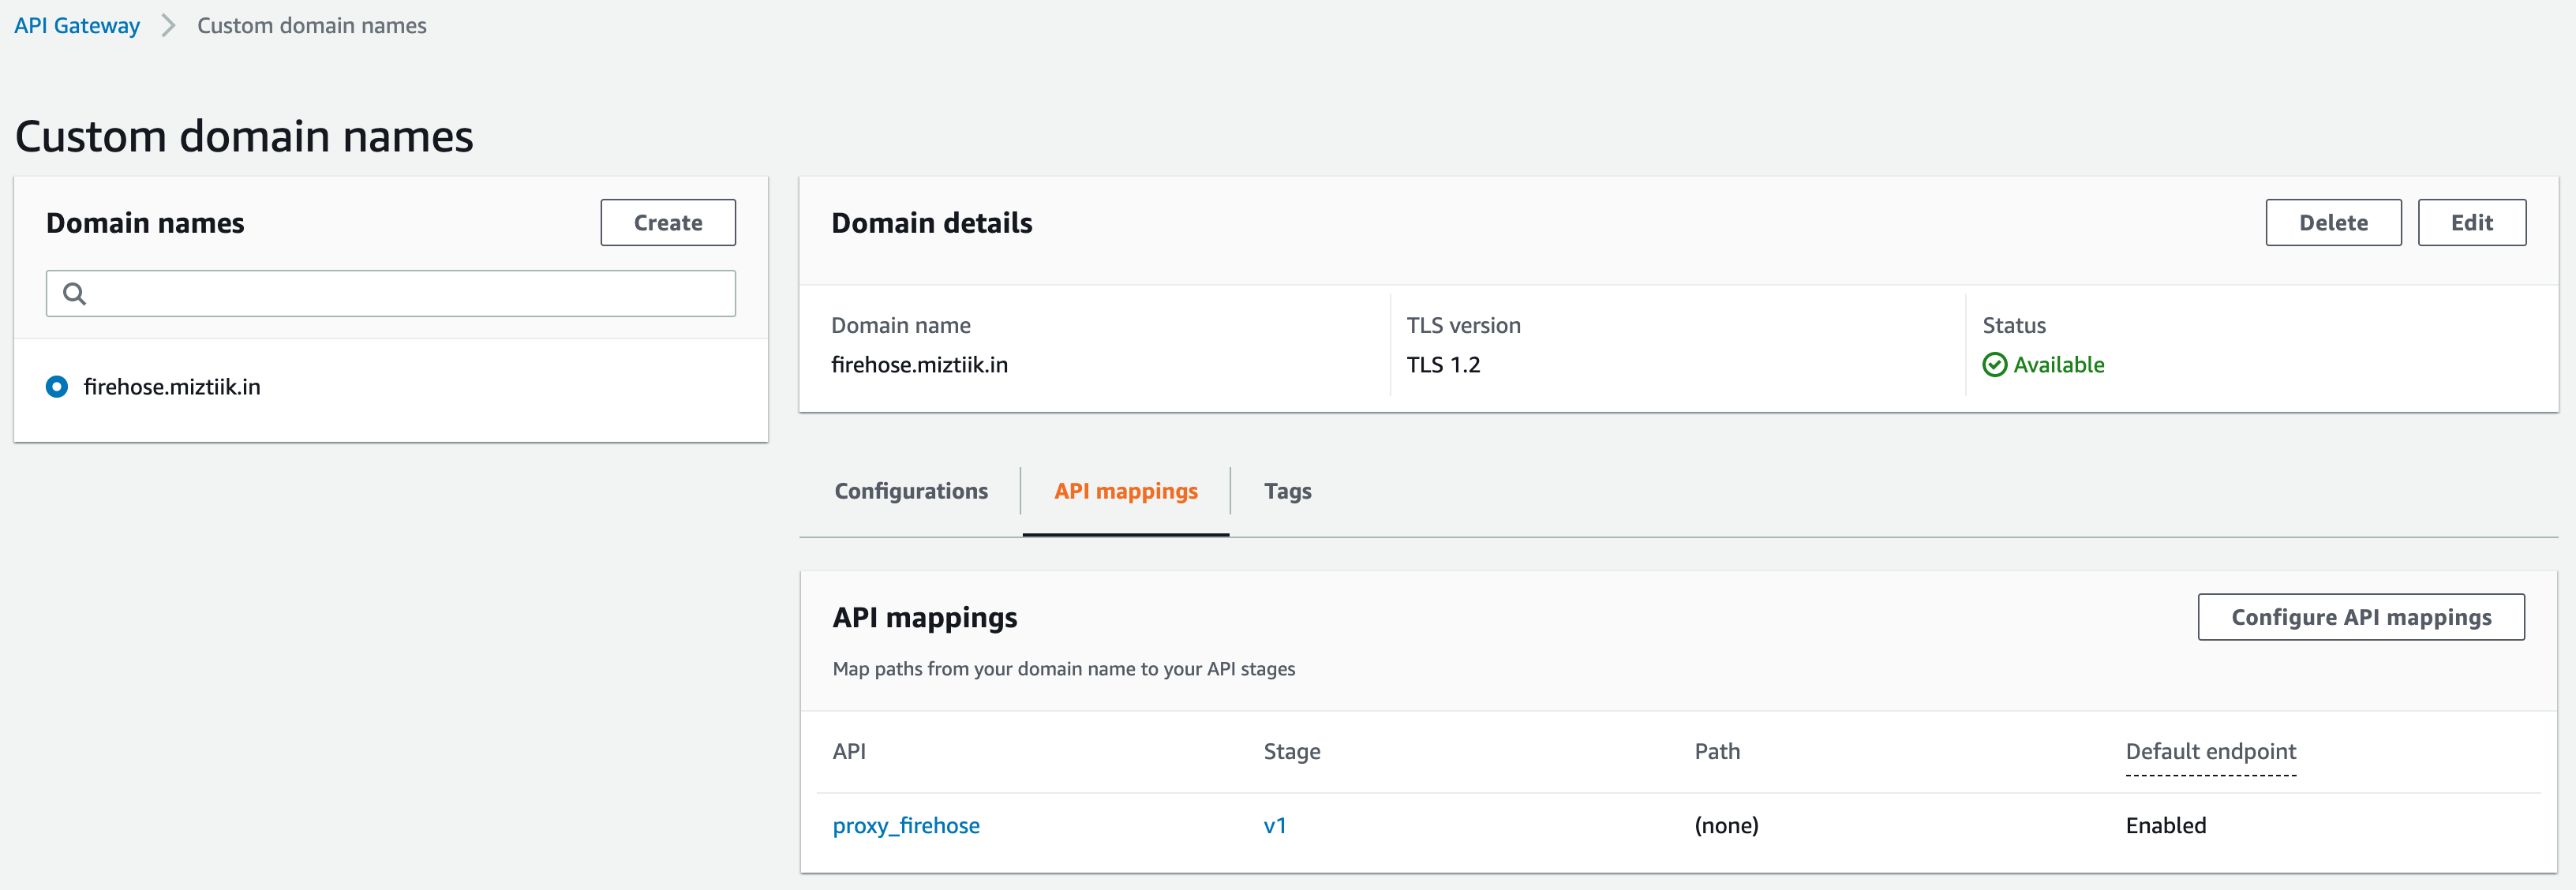 API Gateway > Custom domain names
Custom domain names
Domain names
Create
firehose.miztiik.in
Domain details
Delete
Edit
Domain name
firehose.miztiik.in
TLS version
TLS 1.2
Status
Available
Configurations
API mappings
Tags
API mappings
Configure API mappings
Map paths from your domain name to your API stages
API Stage Path Default endpoint
proxy_firehose v1 (none) Enabled